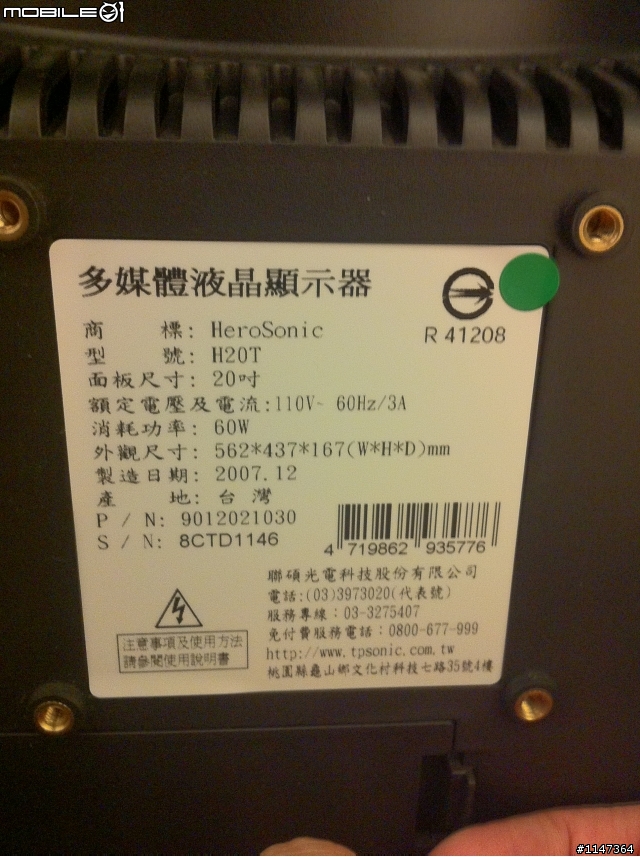 MOBILE01
多媒體液晶顯示器
R 41208
商 標: HeroSonic
型 號: H20T
面板尺寸: 20吋
額定電壓及電流:110V~ 60Hz/3A
消耗功率: 60W
外觀尺寸: 562*437*167(W*H*D)mm
製造日期: 2007.12
產 地: 台 灣
P / N: 9012021030
S / N: 8CTD1146
4 719862 935776
聯碩光電科技股份有限公司
電話:(03)3973020(代表號)
服務專線: 03-3275407
免付費服務電話: 0800-677-999
http://www.tpsonic.com.tw
桃園縣龜山鄉文化村科技七路35號4樓
注意事項及使用方法
請參閱使用說明書
#1147364